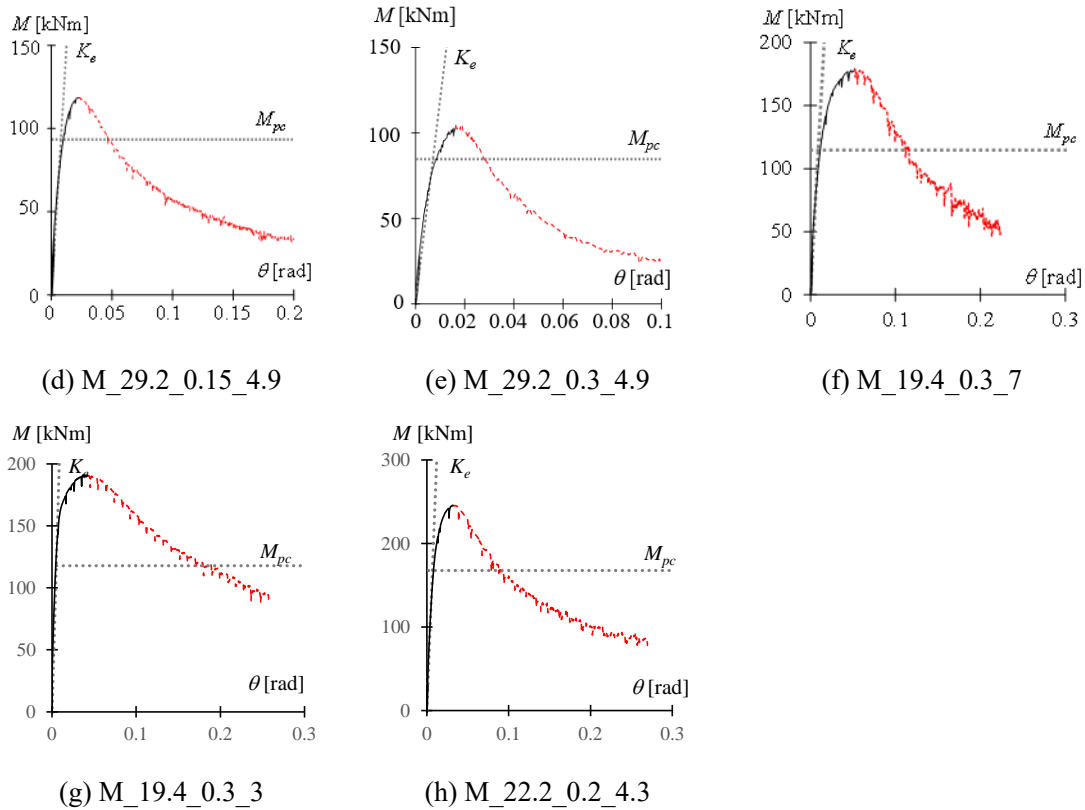 M [kNm]
150
100
50
0
K_e
M_pc
θ [rad]
0 0.05 0.1 0.15 0.2
(d) M_29.2_0.15_4.9
M [kNm]
150
100
50
0
K_e
M_pc
θ [rad]
0 0.02 0.04 0.06 0.08 0.1
(e) M_29.2_0.3_4.9
M [kNm]
200
150
100
50
0
K_e
M_pc
θ [rad]
0 0.1 0.2 0.3
(f) M_19.4_0.3_7
M [kNm]
200
150
100
50
0
K_e
M_pc
θ [rad]
0 0.1 0.2 0.3
(g) M_19.4_0.3_3
M [kNm]
300
200
100
0
K_e
M_pc
θ [rad]
0 0.1 0.2 0.3
(h) M_22.2_0.2_4.3